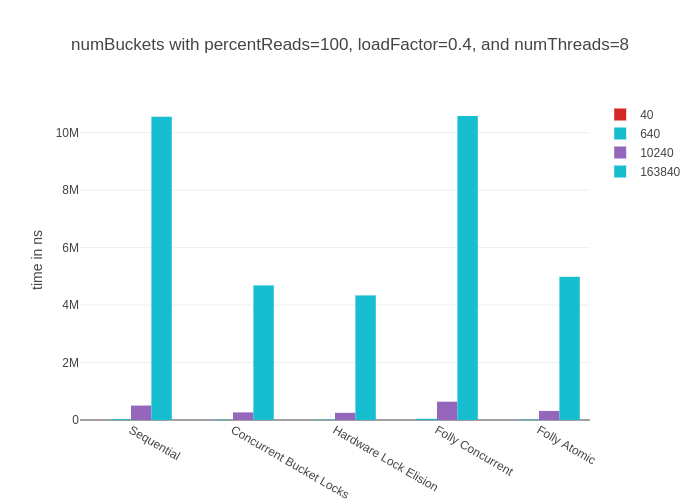 numBuckets with percentReads=100, loadFactor=0.4, and numThreads=8
40
640
10240
163840
10M
8M
6M
4M
2M
0
time in ns
Sequential
Concurrent Bucket Locks
Hardware Lock Elision
Folly Concurrent
Folly Atomic